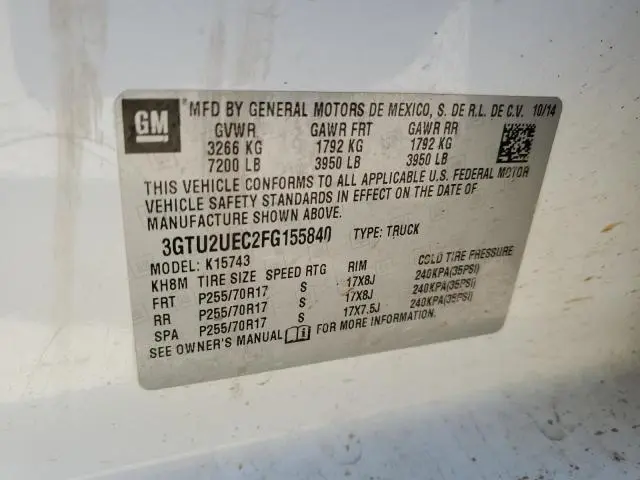 GM
MFD BY GENERAL MOTORS DE MEXICO, S. DE R.L. DE C.V. 10/14
GVWR GAWR FRT GAWR RR
3266 KG 1792 KG 1792 KG
7200 LB 3950 LB 3950 LB
THIS VEHICLE CONFORMS TO ALL APPLICABLE U.S. FEDERAL MOTOR
VEHICLE SAFETY STANDARDS IN EFFECT ON THE DATE OF
MANUFACTURE SHOWN ABOVE.
3GTU2UEC2FG155840 TYPE: TRUCK
MODEL: K15743
KH8M TIRE SIZE SPEED RTG RIM COLD TIRE PRESSURE
FRT P255/70R17 S 17X8J 240KPA(35PSI)
RR P255/70R17 S 17X8J 240KPA(35PSI)
SPA P255/70R17 S 17X7.5J 240KPA(35PSI)
SEE OWNER'S MANUAL FOR MORE INFORMATION.